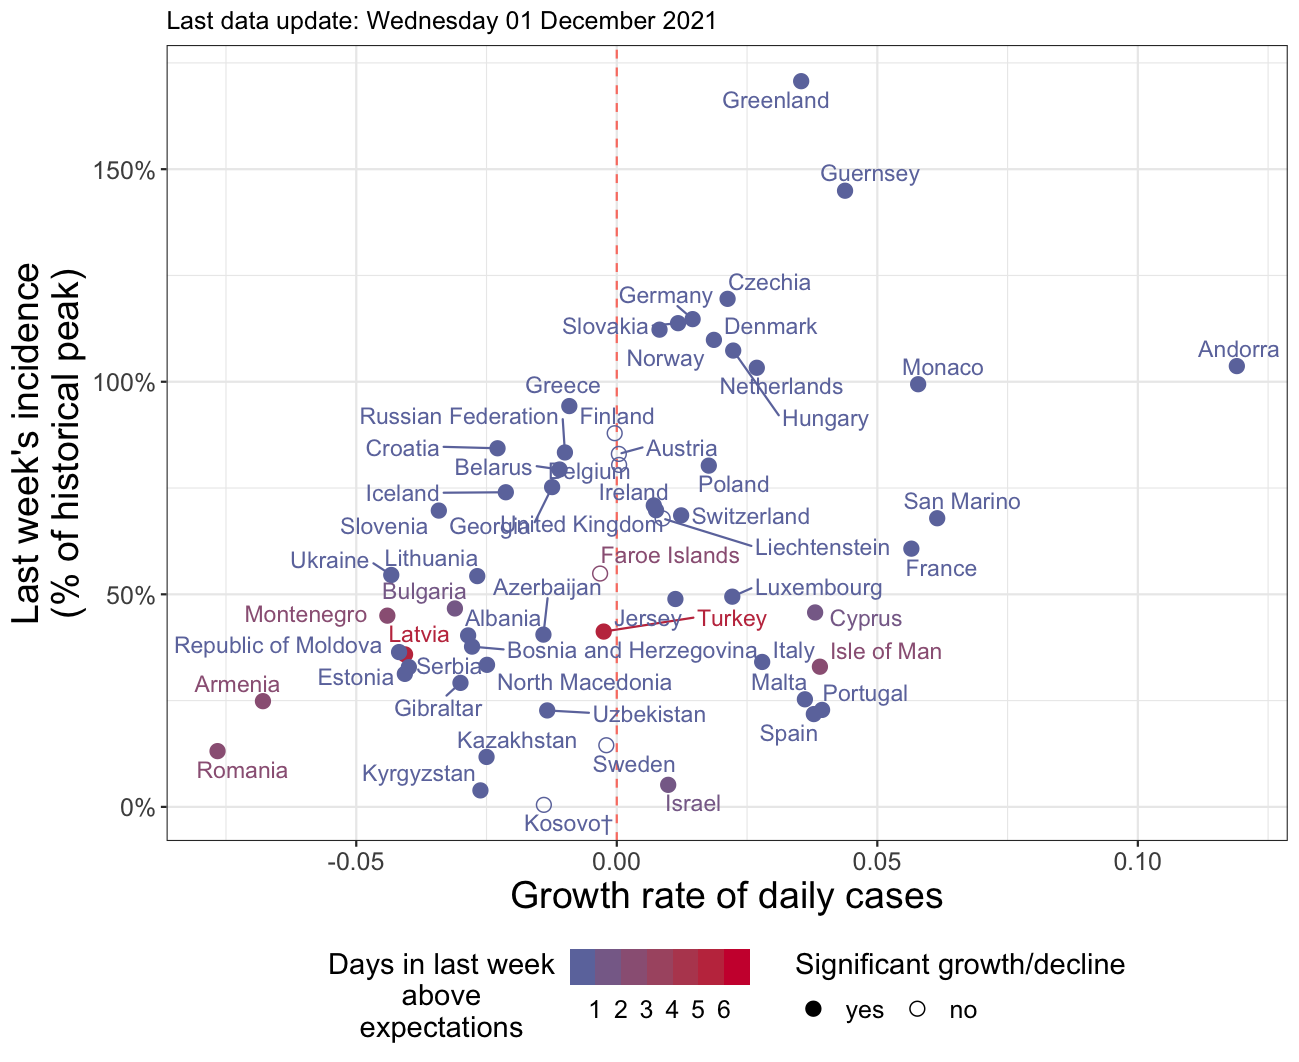 Last data update: Wednesday 01 December 2021
Last week's incidence
(% of historical peak)
150%
100%
50%
0%
Greenland
Guernsey
Czechia
Germany
Slovakia
Denmark
Norway
Andorra
Monaco
Netherlands
Greece
Russian Federation
Finland
Hungary
Croatia
Austria
Belarus
Belgium
Poland
Iceland
Ireland
San Marino
Slovenia
Georgia
United Kingdom
Switzerland
Liechtenstein
Faroe Islands
Ukraine
Lithuania
France
Bulgaria
Azerbaijan
Luxembourg
Montenegro
Albania
Jersey
Turkey
Cyprus
Latvia
Republic of Moldova
Bosnia and Herzegovina
Italy
Isle of Man
Serbia
Estonia
Armenia
North Macedonia
Malta
Portugal
Gibraltar
Uzbekistan
Spain
Kazakhstan
Romania
Kyrgyzstan
Sweden
Israel
Kosovo†
-0.05
0.00
0.05
0.10
Growth rate of daily cases
Days in last week
above
expectations
1 2 3 4 5 6
Significant growth/decline
yes
no